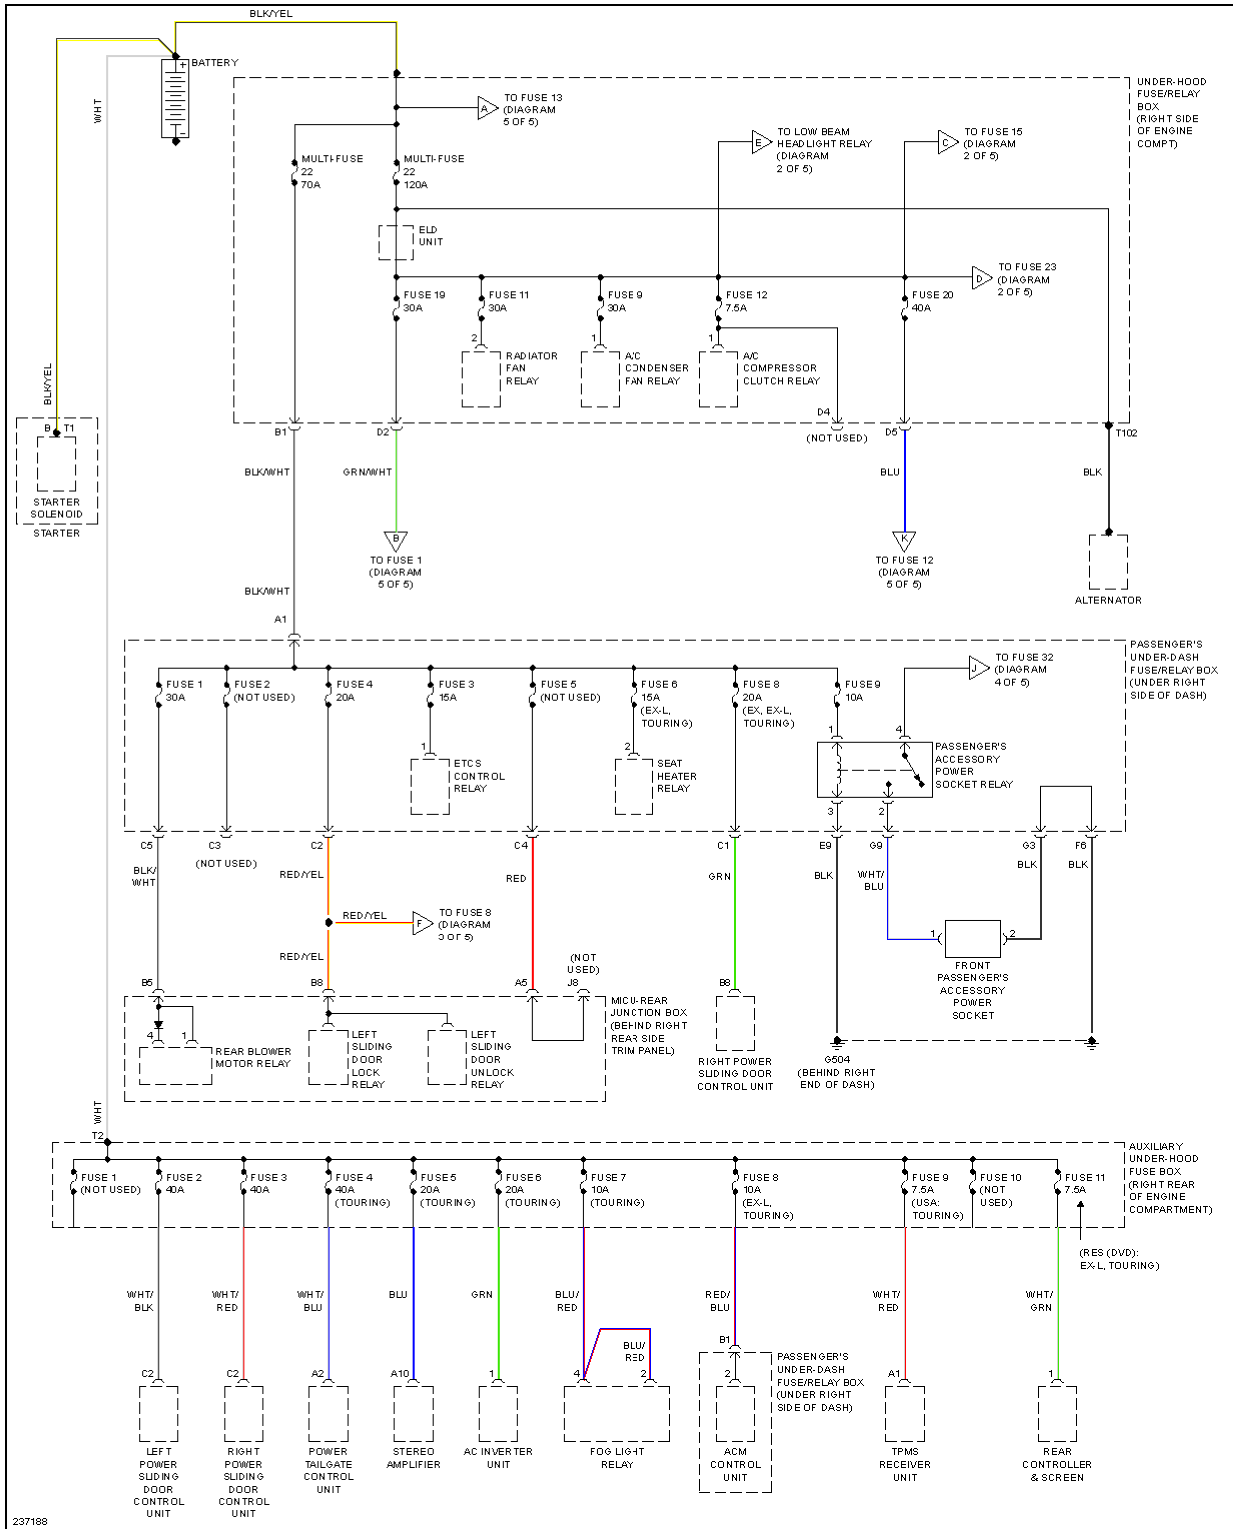 BLK/YEL
BATTERY
WHT
UNDER-HOOD
FUSE/RELAY
BOX
(RIGHT SIDE
OF ENGINE
COMPT)
A
TO FUSE 13
(DIAGRAM
5 OF 5)
E
TO LOW BEAM
HEADLIGHT RELAY
(DIAGRAM
2 OF 5)
C
TO FUSE 15
(DIAGRAM
2 OF 5)
MULTI-FUSE
22
70A
MULTI-FUSE
22
120A
ELD
UNIT
D
TO FUSE 23
(DIAGRAM
2 OF 5)
FUSE 19
30A
FUSE 11
30A
FUSE 9
30A
FUSE 12
7.5A
FUSE 20
40A
2
RADIATOR
FAN
RELAY
1
A/C
CONDENSER
FAN RELAY
1
A/C
COMPRESSOR
CLUTCH RELAY
BLK/YEL
B T1
STARTER
SOLENOID
STARTER
B1
D2
D4
(NOT USED)
D5
T102
BLK/WHT
GRN/WHT
BLU
BLK
B
TO FUSE 1
(DIAGRAM
5 OF 5)
K
TO FUSE 12
(DIAGRAM
5 OF 5)
ALTERNATOR
BLK/WHT
A1
PASSENGER'S
UNDER-DASH
FUSE/RELAY BOX
(UNDER RIGHT
SIDE OF DASH)
J
TO FUSE 32
(DIAGRAM
4 OF 5)
FUSE 1
30A
FUSE 2
(NOT USED)
FUSE 4
20A
FUSE 3
15A
FUSE 5
(NOT USED)
FUSE 6
15A
(EX-L,
TOURING)
FUSE 8
20A
(EX, EX-L,
TOURING)
FUSE 9
10A
1
ETCS
CONTROL
RELAY
2
SEAT
HEATER
RELAY
1
4
PASSENGER'S
ACCESSORY
POWER
SOCKET RELAY
3
2
C5
C3
(NOT USED)
C2
C4
C1
E9
G9
G3
F6
BLK/
WHT
RED/YEL
RED
GRN
BLK
WHT/
BLU
BLK
BLK
RED/YEL
F
TO FUSE 8
(DIAGRAM
3 OF 5)
1
2
FRONT
PASSENGER'S
ACCESSORY
POWER
SOCKET
RED/YEL
(NOT
USED)
B5
B8
A5
J8
B8
MICU-REAR
JUNCTION BOX
(BEHIND RIGHT
REAR SIDE
TRIM PANEL)
4
1
REAR BLOWER
MOTOR RELAY
LEFT
SLIDING
DOOR
LOCK
RELAY
LEFT
SLIDING
DOOR
UNLOCK
RELAY
RIGHT POWER
SLIDING DOOR
CONTROL UNIT
G504
(BEHIND RIGHT
END OF DASH)
WHT
T2
AUXILIARY
UNDER-HOOD
FUSE BOX
(RIGHT REAR
OF ENGINE
COMPARTMENT)
FUSE 1
(NOT USED)
FUSE 2
40A
FUSE 3
40A
FUSE 4
40A
(TOURING)
FUSE 5
20A
(TOURING)
FUSE 6
20A
(TOURING)
FUSE 7
10A
(TOURING)
FUSE 8
10A
(EX-L,
TOURING)
FUSE 9
7.5A
(USA:
TOURING)
FUSE 10
(NOT
USED)
FUSE 11
7.5A
(RES (DVD):
EX-L, TOURING)
WHT/
BLK
WHT/
RED
WHT/
BLU
BLU
GRN
BLU/
RED
RED/
BLU
WHT/
RED
WHT/
GRN
BLU/
RED
B1
PASSENGER'S
UNDER-DASH
FUSE/RELAY BOX
(UNDER RIGHT
SIDE OF DASH)
C2
C2
A2
A10
1
4
2
2
A1
1
LEFT
POWER
SLIDING
DOOR
CONTROL
UNIT
RIGHT
POWER
SLIDING
DOOR
CONTROL
UNIT
POWER
TAILGATE
CONTROL
UNIT
STEREO
AMPLIFIER
AC INVERTER
UNIT
FOG LIGHT
RELAY
ACM
CONTROL
UNIT
TPMS
RECEIVER
UNIT
REAR
CONTROLLER
& SCREEN
237188